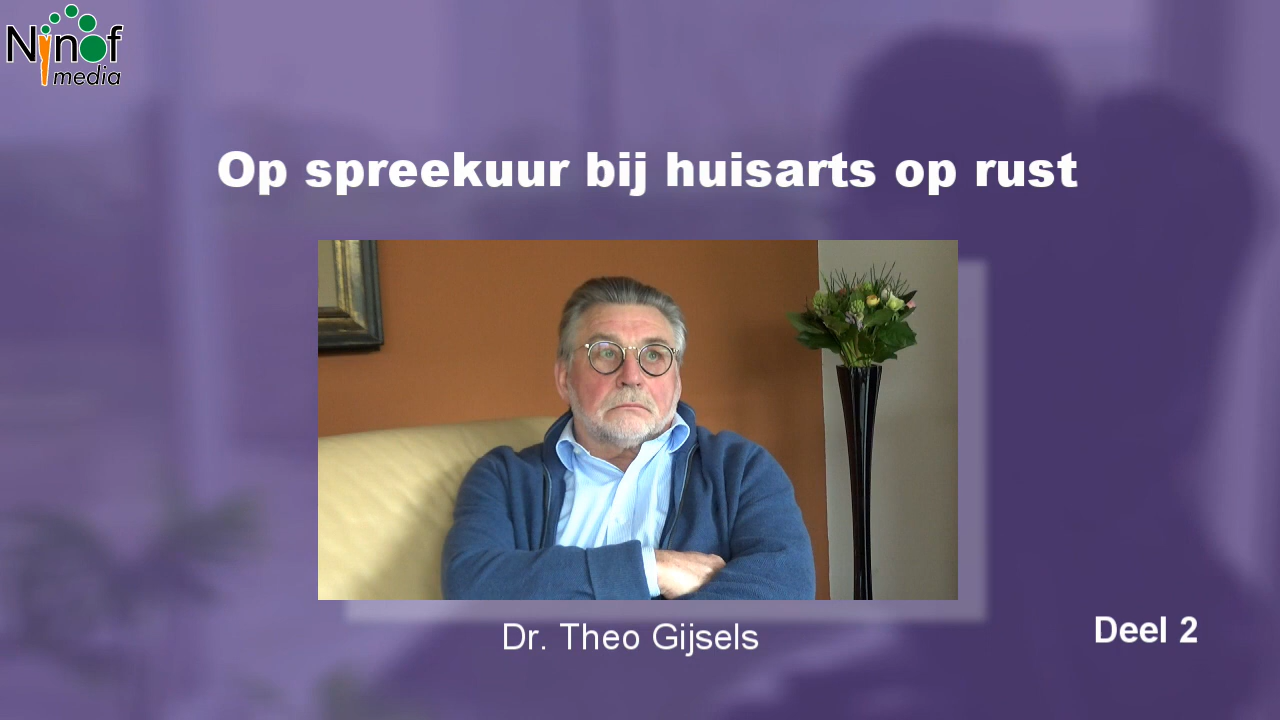 Ninof
media
Op spreekuur bij huisarts op rust
Dr. Theo Gijsels
Deel 2